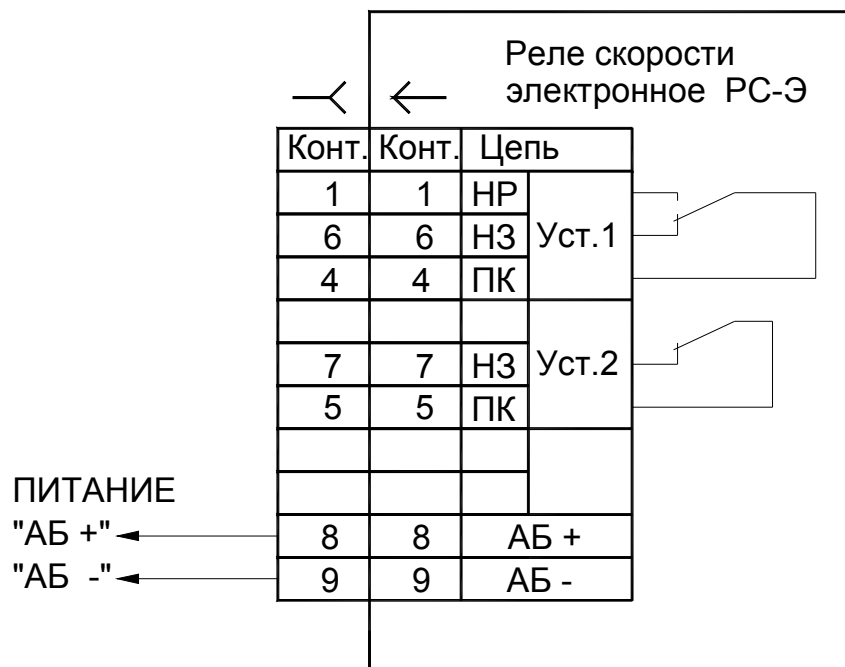 Реле скорости
электронное РС-Э
Конт. Конт. Цепь
1 1 НР
6 6 НЗ Уст.1
4 4 ПК
7 7 НЗ Уст.2
5 5 ПК
ПИТАНИЕ
"АБ +" 8 8 АБ +
"АБ -" 9 9 АБ -